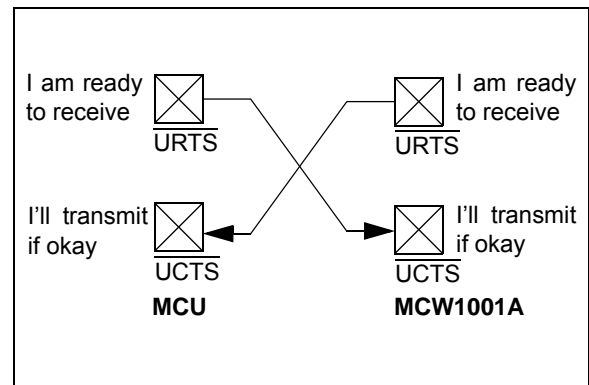 I am ready
to receive
URTS
I am ready
to receive
URTS
I'll transmit
if okay
UCTS
MCU
I'll transmit
if okay
UCTS
MCW1001A